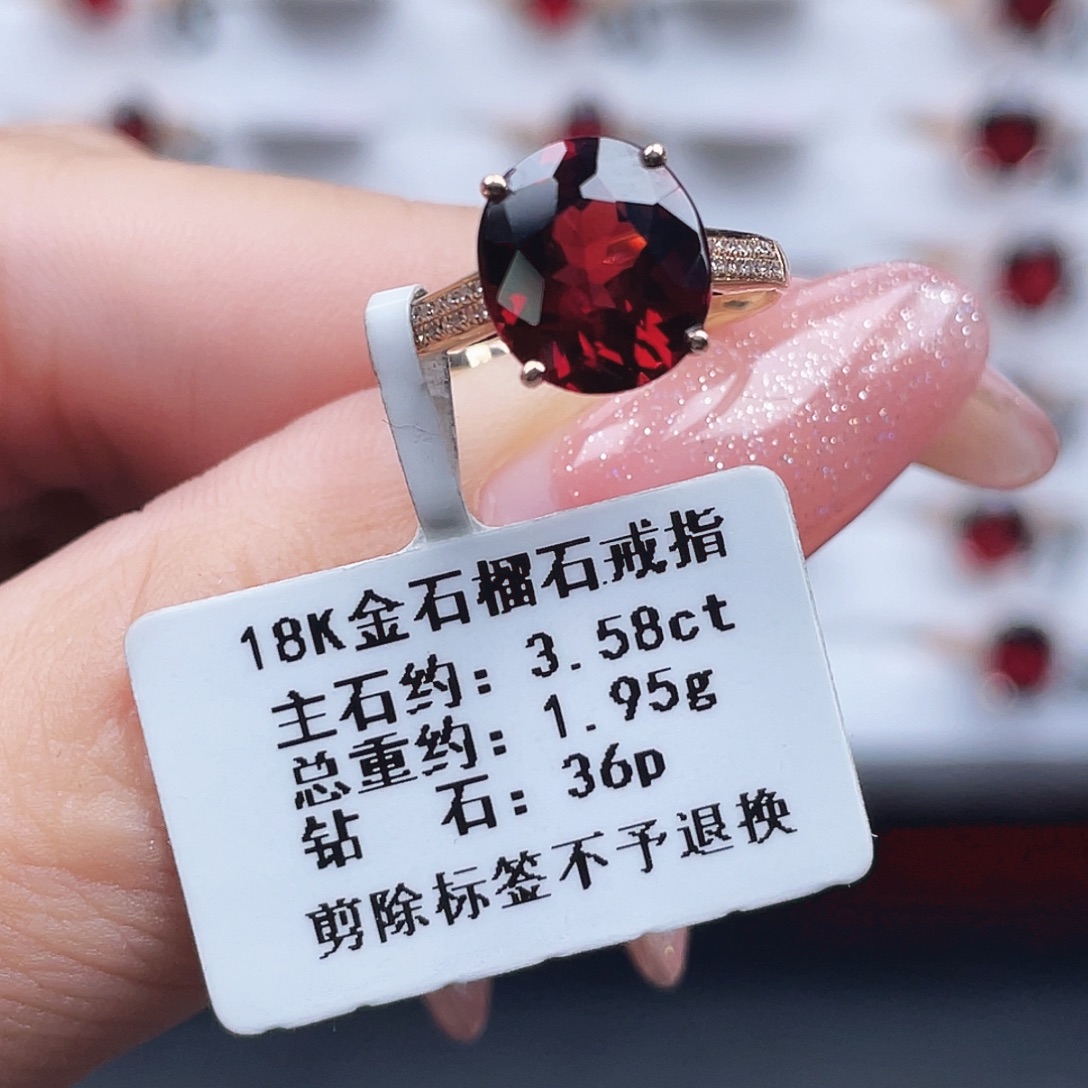 18K金石榴石戒指
主石约：3.58ct
总重约：1.95g
钻　石：36p
剪除标签不予退换